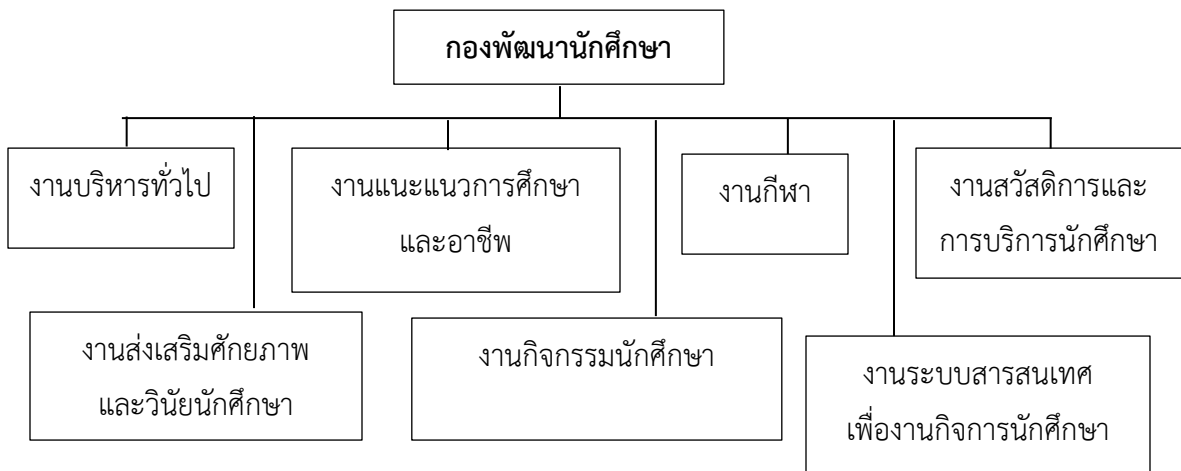 กองพัฒนานักศึกษา
งานบริหารทั่วไป
งานแนะแนวการศึกษา
และอาชีพ
งานกีฬา
งานสวัสดิการและ
การบริการนักศึกษา
งานส่งเสริมศักยภาพ
และวินัยนักศึกษา
งานกิจกรรมนักศึกษา
งานระบบสารสนเทศ
เพื่องานกิจการนักศึกษา